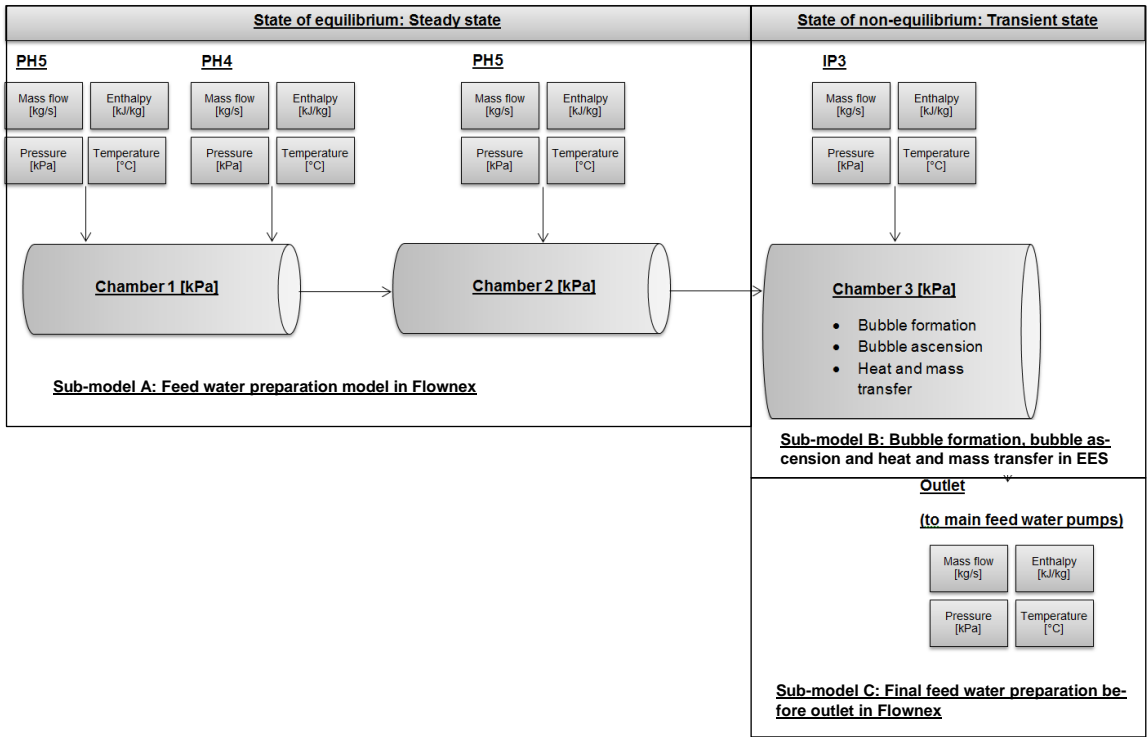 State of equilibrium: Steady state
State of non-equilibrium: Transient state
PH5
Mass flow
[kg/s]
Enthalpy
[kJ/kg]
Pressure
[kPa]
Temperature
[°C]
PH4
Mass flow
[kg/s]
Enthalpy
[kJ/kg]
Pressure
[kPa]
Temperature
[°C]
PH5
Mass flow
[kg/s]
Enthalpy
[kJ/kg]
Pressure
[kPa]
Temperature
[°C]
IP3
Mass flow
[kg/s]
Enthalpy
[kJ/kg]
Pressure
[kPa]
Temperature
[°C]
Chamber 1 [kPa]
Chamber 2 [kPa]
Chamber 3 [kPa]
• Bubble formation
• Bubble ascension
• Heat and mass
transfer
Sub-model A: Feed water preparation model in Flownex
Sub-model B: Bubble formation, bubble as-
cension and heat and mass transfer in EES
Outlet
(to main feed water pumps)
Mass flow
[kg/s]
Enthalpy
[kJ/kg]
Pressure
[kPa]
Temperature
[°C]
Sub-model C: Final feed water preparation be-
fore outlet in Flownex